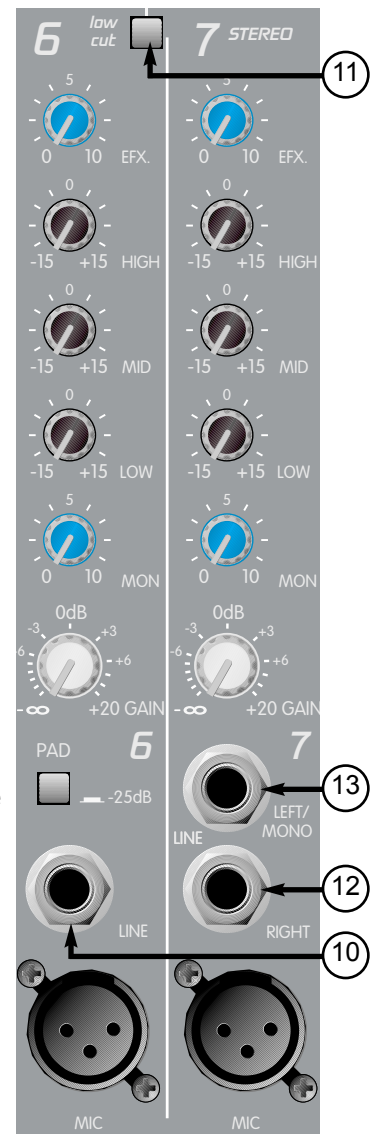 6 low cut 7 STEREO
11
5 5
0 10 EFX. 0 10 EFX.
0 0
-15 +15 HIGH -15 +15 HIGH
0 0
-15 +15 MID -15 +15 MID
0 0
-15 +15 LOW -15 +15 LOW
5 5
0 10 MON 0 10 MON
0dB 0dB
-3 +3 -3 +3
-6 +6 -6 +6
-∞ +20 GAIN -∞ +20 GAIN
PAD 6 7
-25dB
13
LEFT/
LINE MONO
12
LINE RIGHT
10
MIC MIC